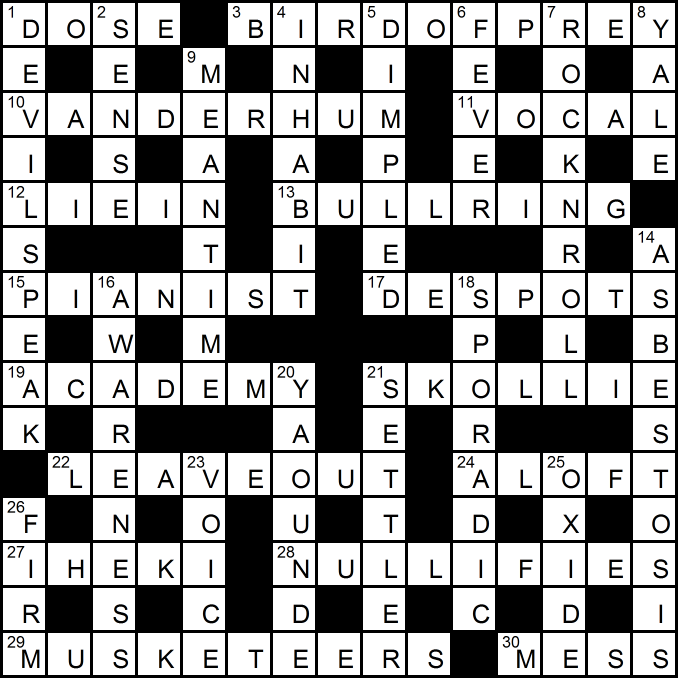 1 D O 2 S E 3 B 4 I R 5 D O 6 F P 7 R E 8 Y
E E 9 M N I E O A
10 V A N D E R H U M 11 V O C A L
I S A A P E K E
12 L I E I N 13 B U L L R I N G
S T I E R 14 A
15 P I 16 A N I S T 17 D E 18 S P O T S
E W M P L B
19 A C A D E M 20 Y 21 S K O L L I E
K R A E R S
22 L E A 23 V E O U T 24 A L 25 O F T
26 F N O U T D X O
27 I H E K I 28 N U L L I F I E S
R S C D E C D I
29 M U S K E T E E R S 30 M E S S